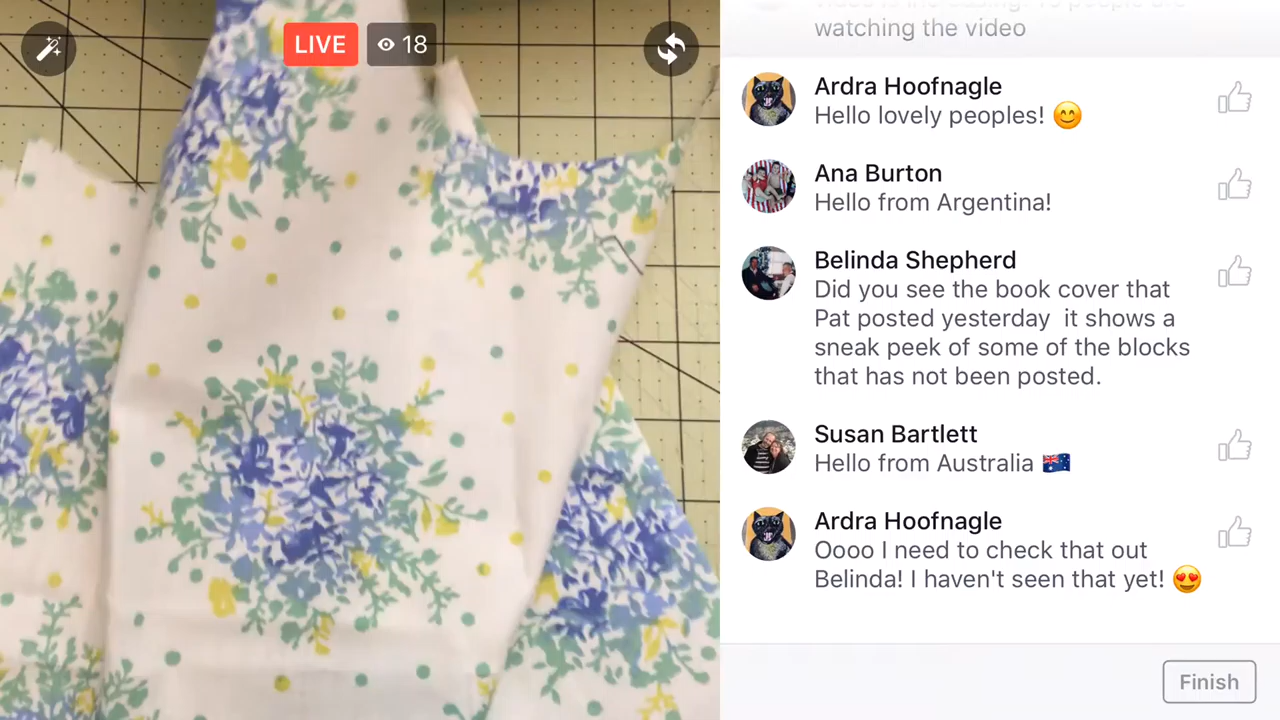 LIVE 18
watching the video
Ardra Hoofnagle
Hello lovely peoples! 😊
Ana Burton
Hello from Argentina!
Belinda Shepherd
Did you see the book cover that
Pat posted yesterday it shows a
sneak peek of some of the blocks
that has not been posted.
Susan Bartlett
Hello from Australia 🇦🇺
Ardra Hoofnagle
Oooo I need to check that out
Belinda! I haven't seen that yet! 😍
Finish